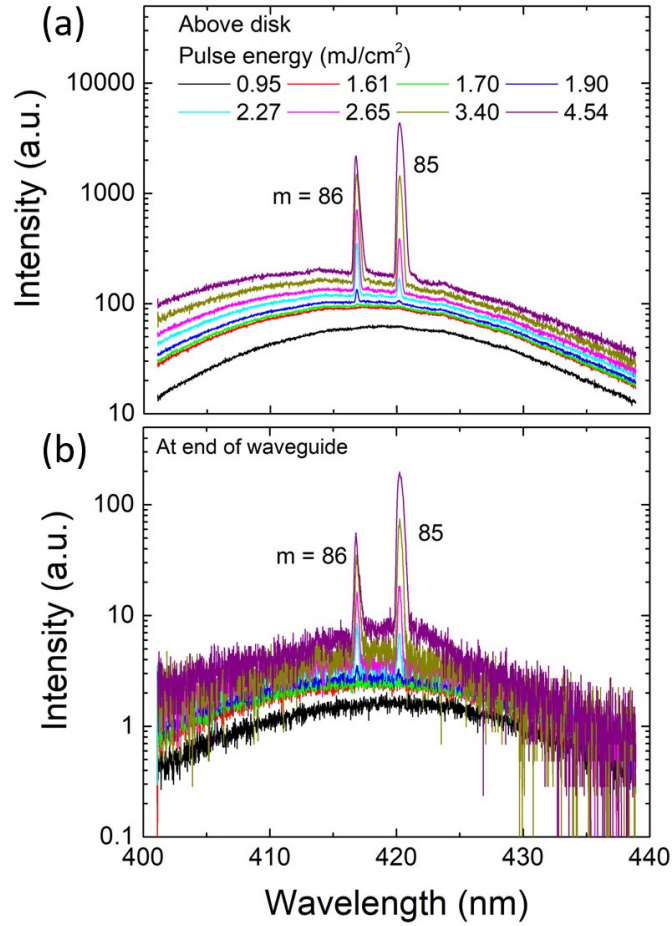 (a)
Above disk
Pulse energy (mJ/cm²)
0.95 1.61 1.70 1.90
2.27 2.65 3.40 4.54
10000
1000
100
10
Intensity (a.u.)
m = 86
85
(b)
At end of waveguide
100
10
1
0.1
Intensity (a.u.)
m = 86
85
400 410 420 430 440
Wavelength (nm)